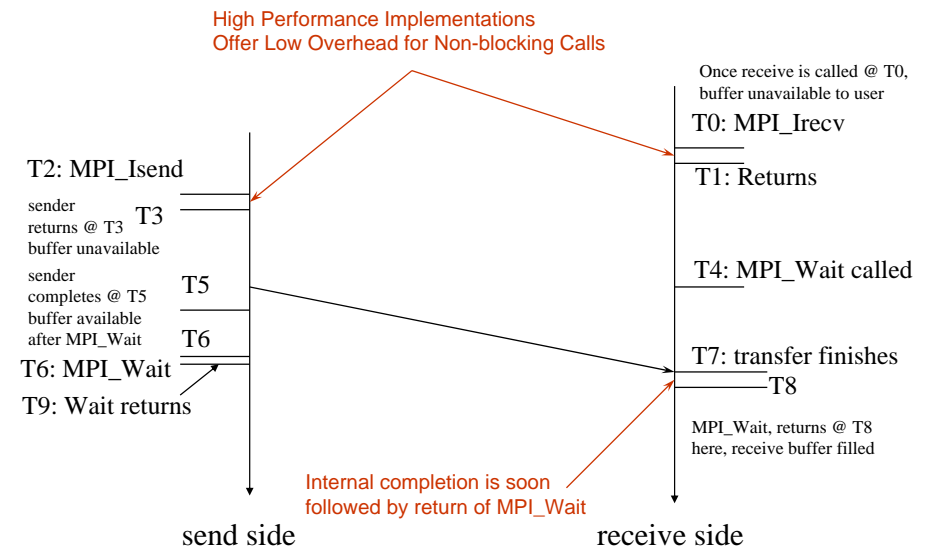 High Performance Implementations
Offer Low Overhead for Non-blocking Calls
Once receive is called @ T0,
buffer unavailable to user
T0: MPI_Irecv
T1: Returns
T2: MPI_Isend
sender
returns @ T3
buffer unavailable
T3
sender
completes @ T5
buffer available
after MPI_Wait
T5
T6
T4: MPI_Wait called
T6: MPI_Wait
T9: Wait returns
T7: transfer finishes
T8
MPI_Wait, returns @ T8
here, receive buffer filled
Internal completion is soon
followed by return of MPI_Wait
send side
receive side